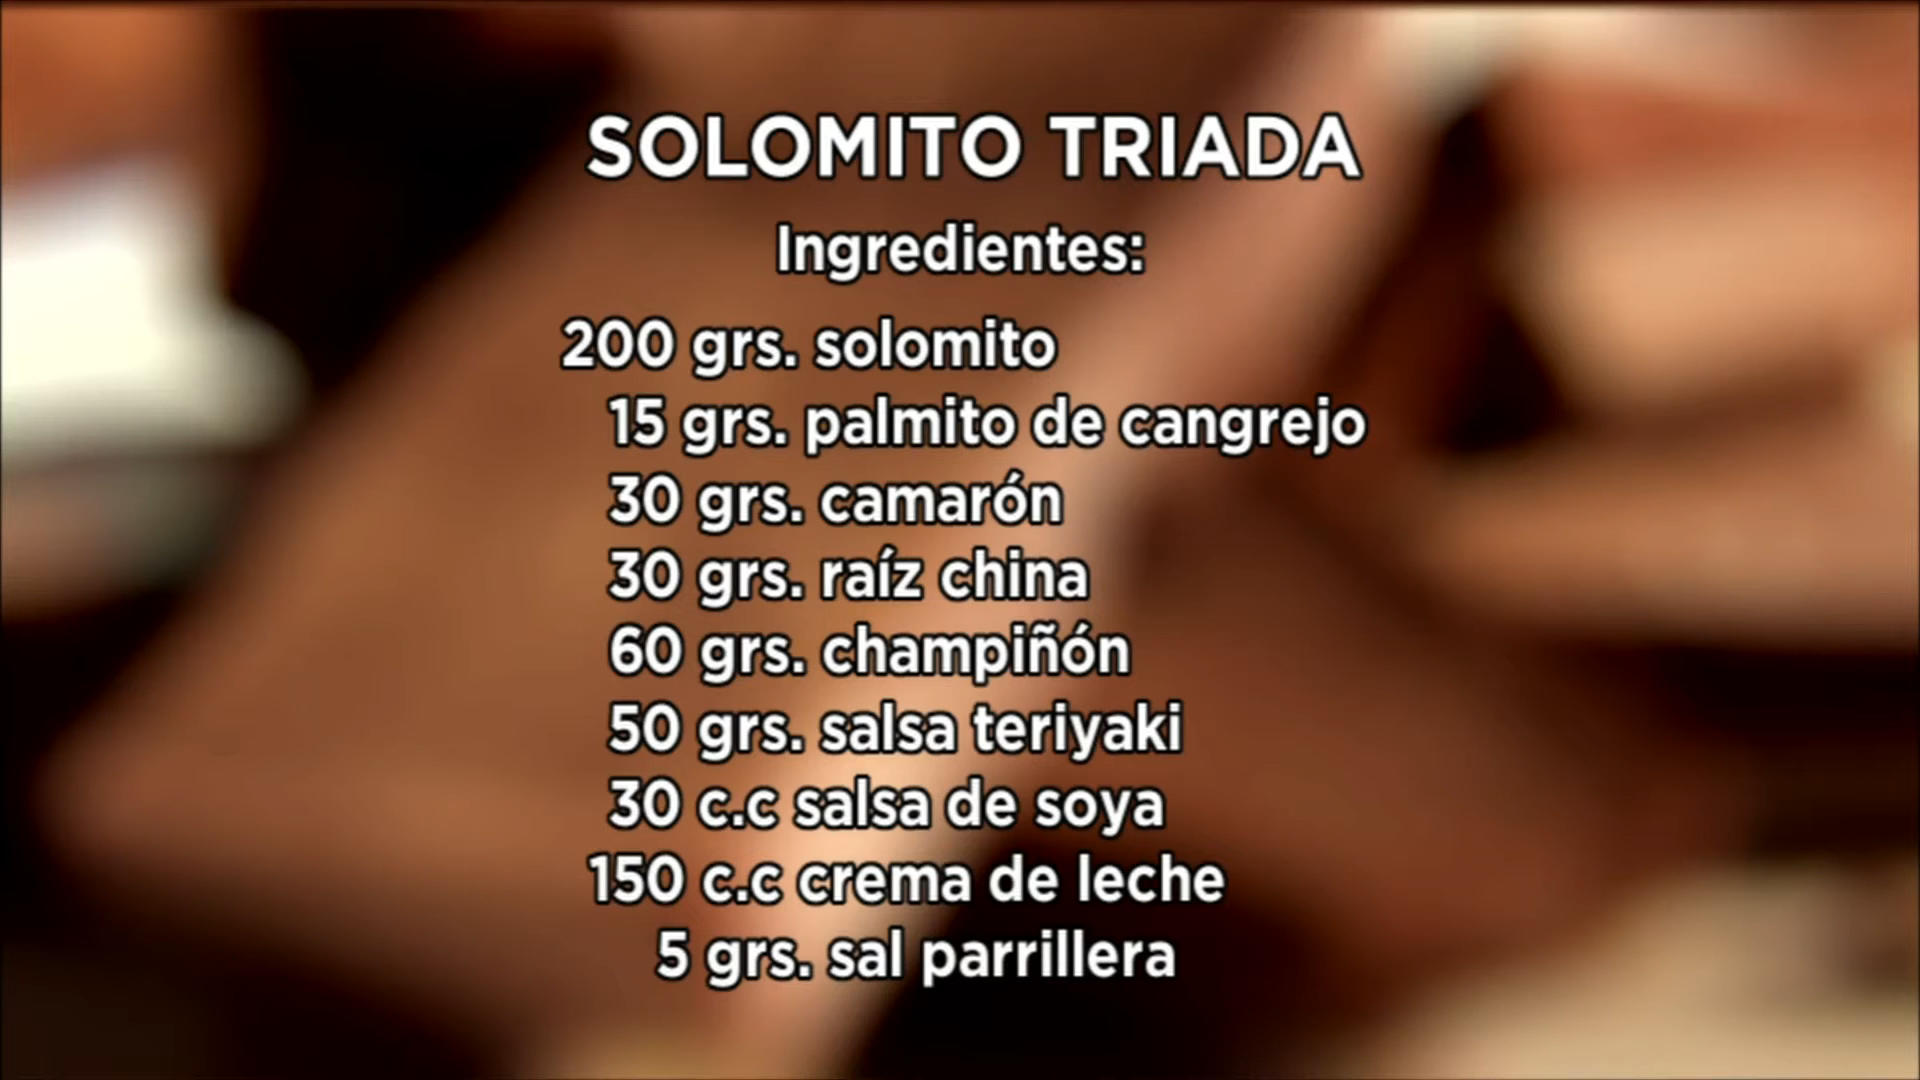 SOLOMITO TRIADA
Ingredientes:
200 grs. solomito
15 grs. palmito de cangrejo
30 grs. camarón
30 grs. raíz china
60 grs. champiñón
50 grs. salsa teriyaki
30 c.c salsa de soya
150 c.c crema de leche
5 grs. sal parrillera